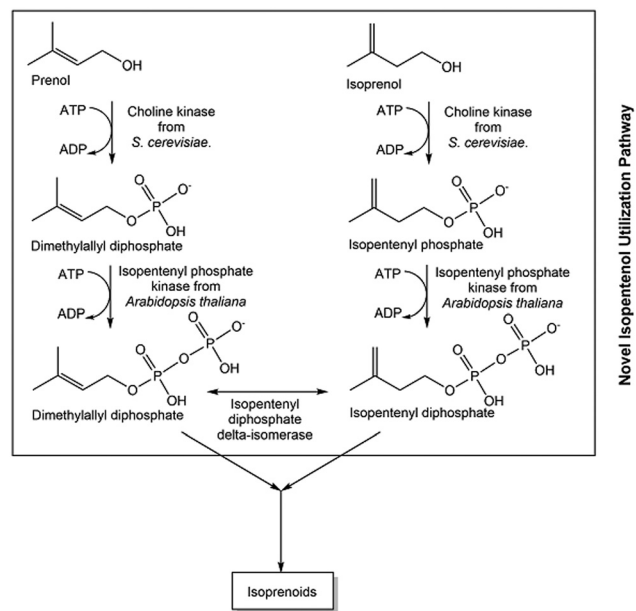 OH
Prenol
OH
Isoprenol
ATP
ADP
Choline kinase
from
S. cerevisiae.
ATP
ADP
Choline kinase
from
S. cerevisiae.
O
O-
P
O
OH
Dimethylallyl diphosphate
O
O-
P
O
OH
Isopentenyl phosphate
ATP
ADP
Isopentenyl phosphate
kinase from
Arabidopsis thaliana
ATP
ADP
Isopentenyl phosphate
kinase from
Arabidopsis thaliana
O
O-
P
O
O
OH
P
O
OH
Dimethylallyl diphosphate
Isopentenyl
diphosphate
delta-isomerase
O
O-
P
O
O
OH
P
O
OH
Isopentenyl diphosphate
Isoprenoids
Novel Isopentenol Utilization Pathway